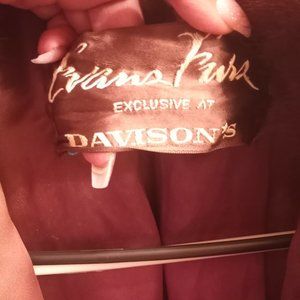 Evans Furs
EXCLUSIVE AT
DAVISON'S